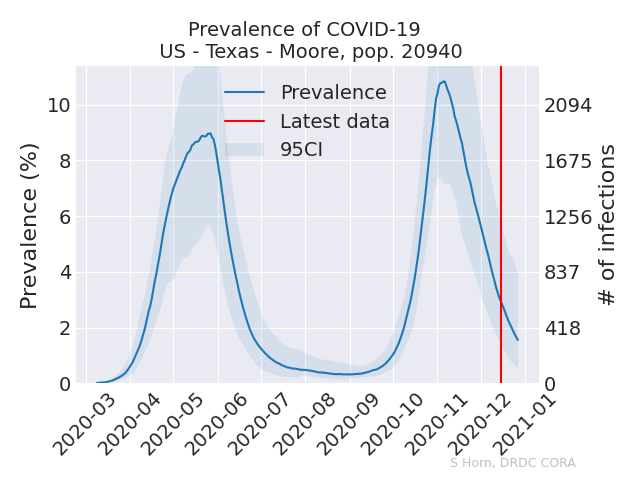 Prevalence of COVID-19
US - Texas - Moore, pop. 20940
Prevalence
Latest data
95CI
Prevalence (%)
10
8
6
4
2
0
2094
1675
1256
837
418
0
# of infections
2020-03
2020-04
2020-05
2020-06
2020-07
2020-08
2020-09
2020-10
2020-11
2020-12
2021-01
S Horn, DRDC CORA